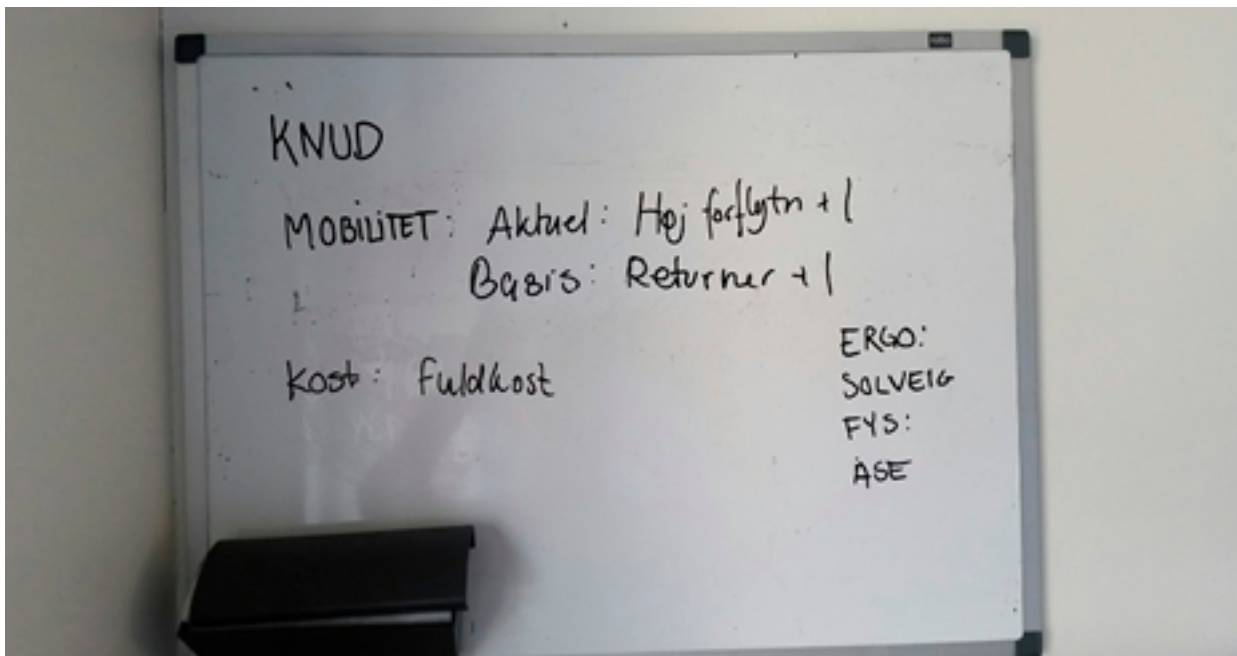 KNUD
MOBILITET: Aktuel: Høj forflytn + 1
Basis: Returner + 1
Kost: Fuldkost
ERGO:
SOLVEIG
FYS:
ÅSE